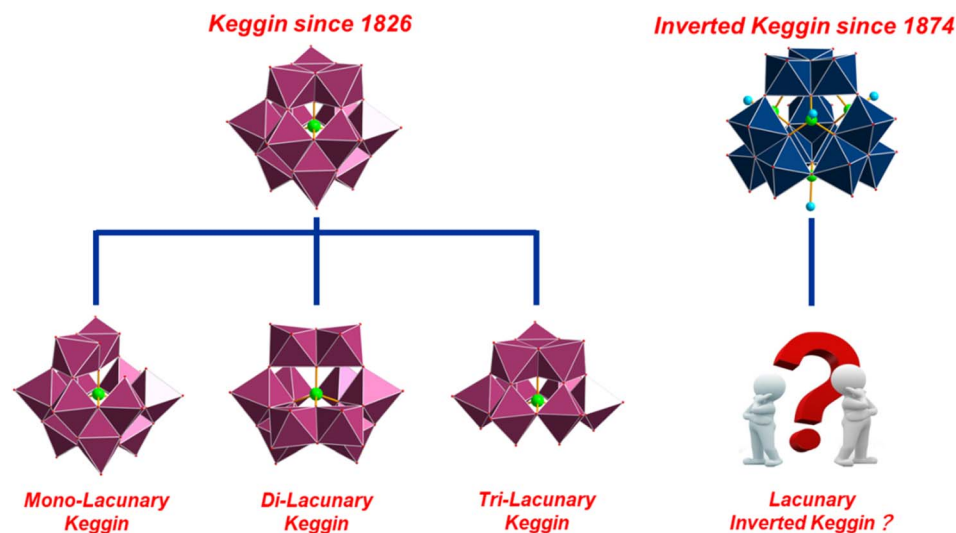 Keggin since 1826
Inverted Keggin since 1874
Mono-Lacunary
Keggin
Di-Lacunary
Keggin
Tri-Lacunary
Keggin
Lacunary
Inverted Keggin ?